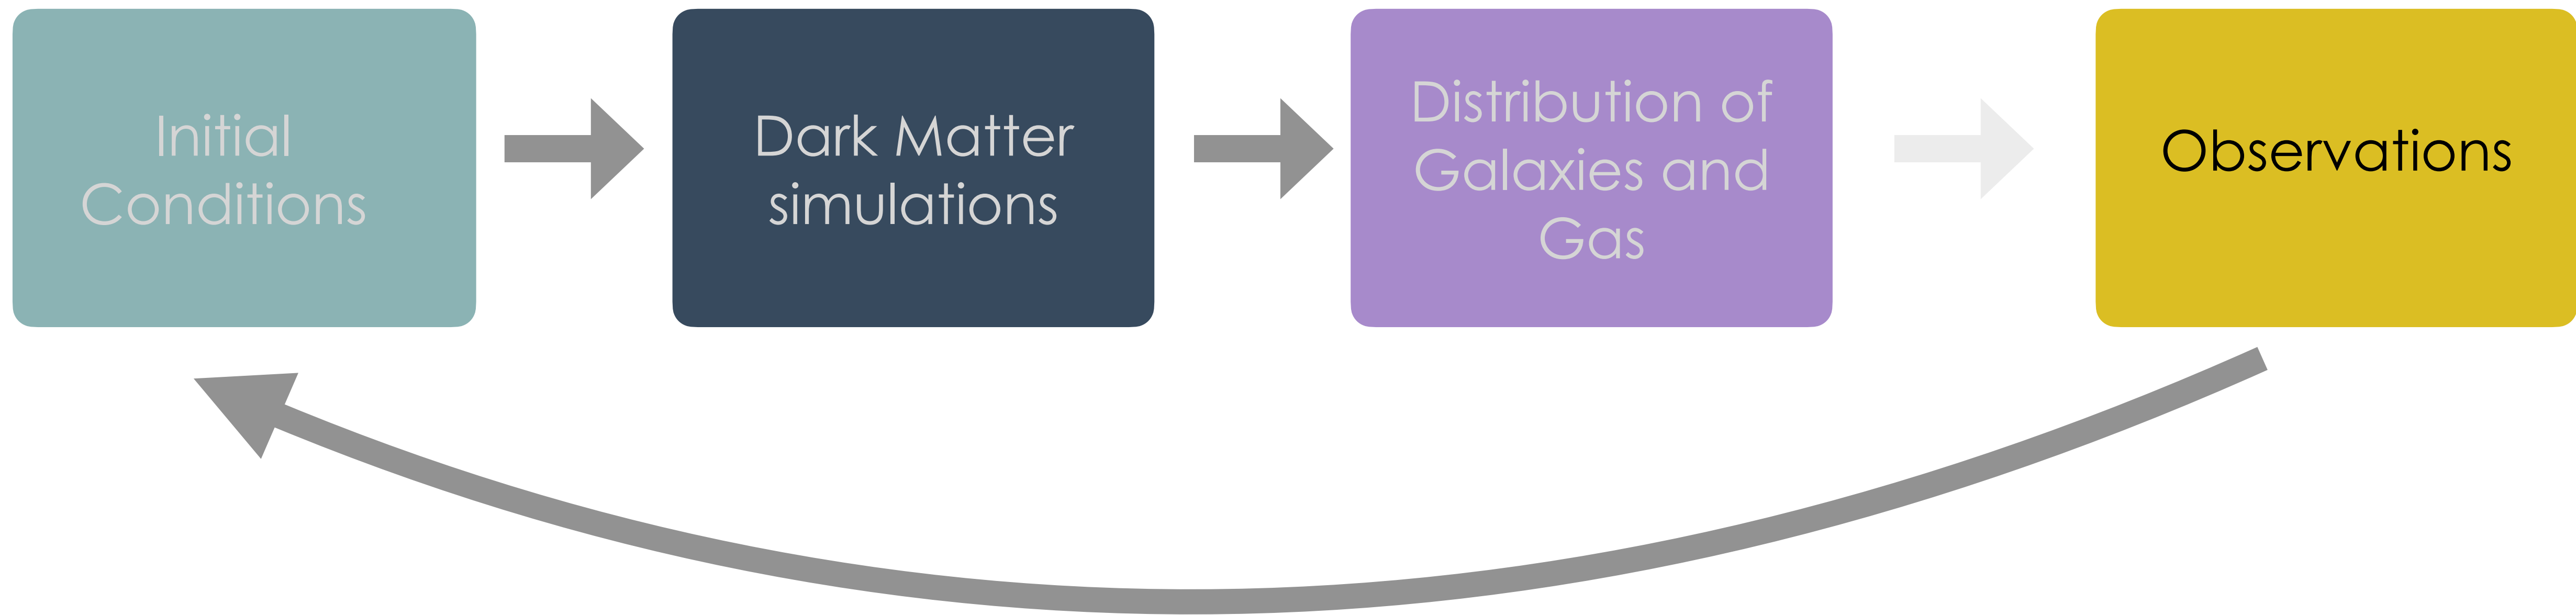 Initial
Conditions
Dark Matter
simulations
Distribution of
Galaxies and
Gas
Observations